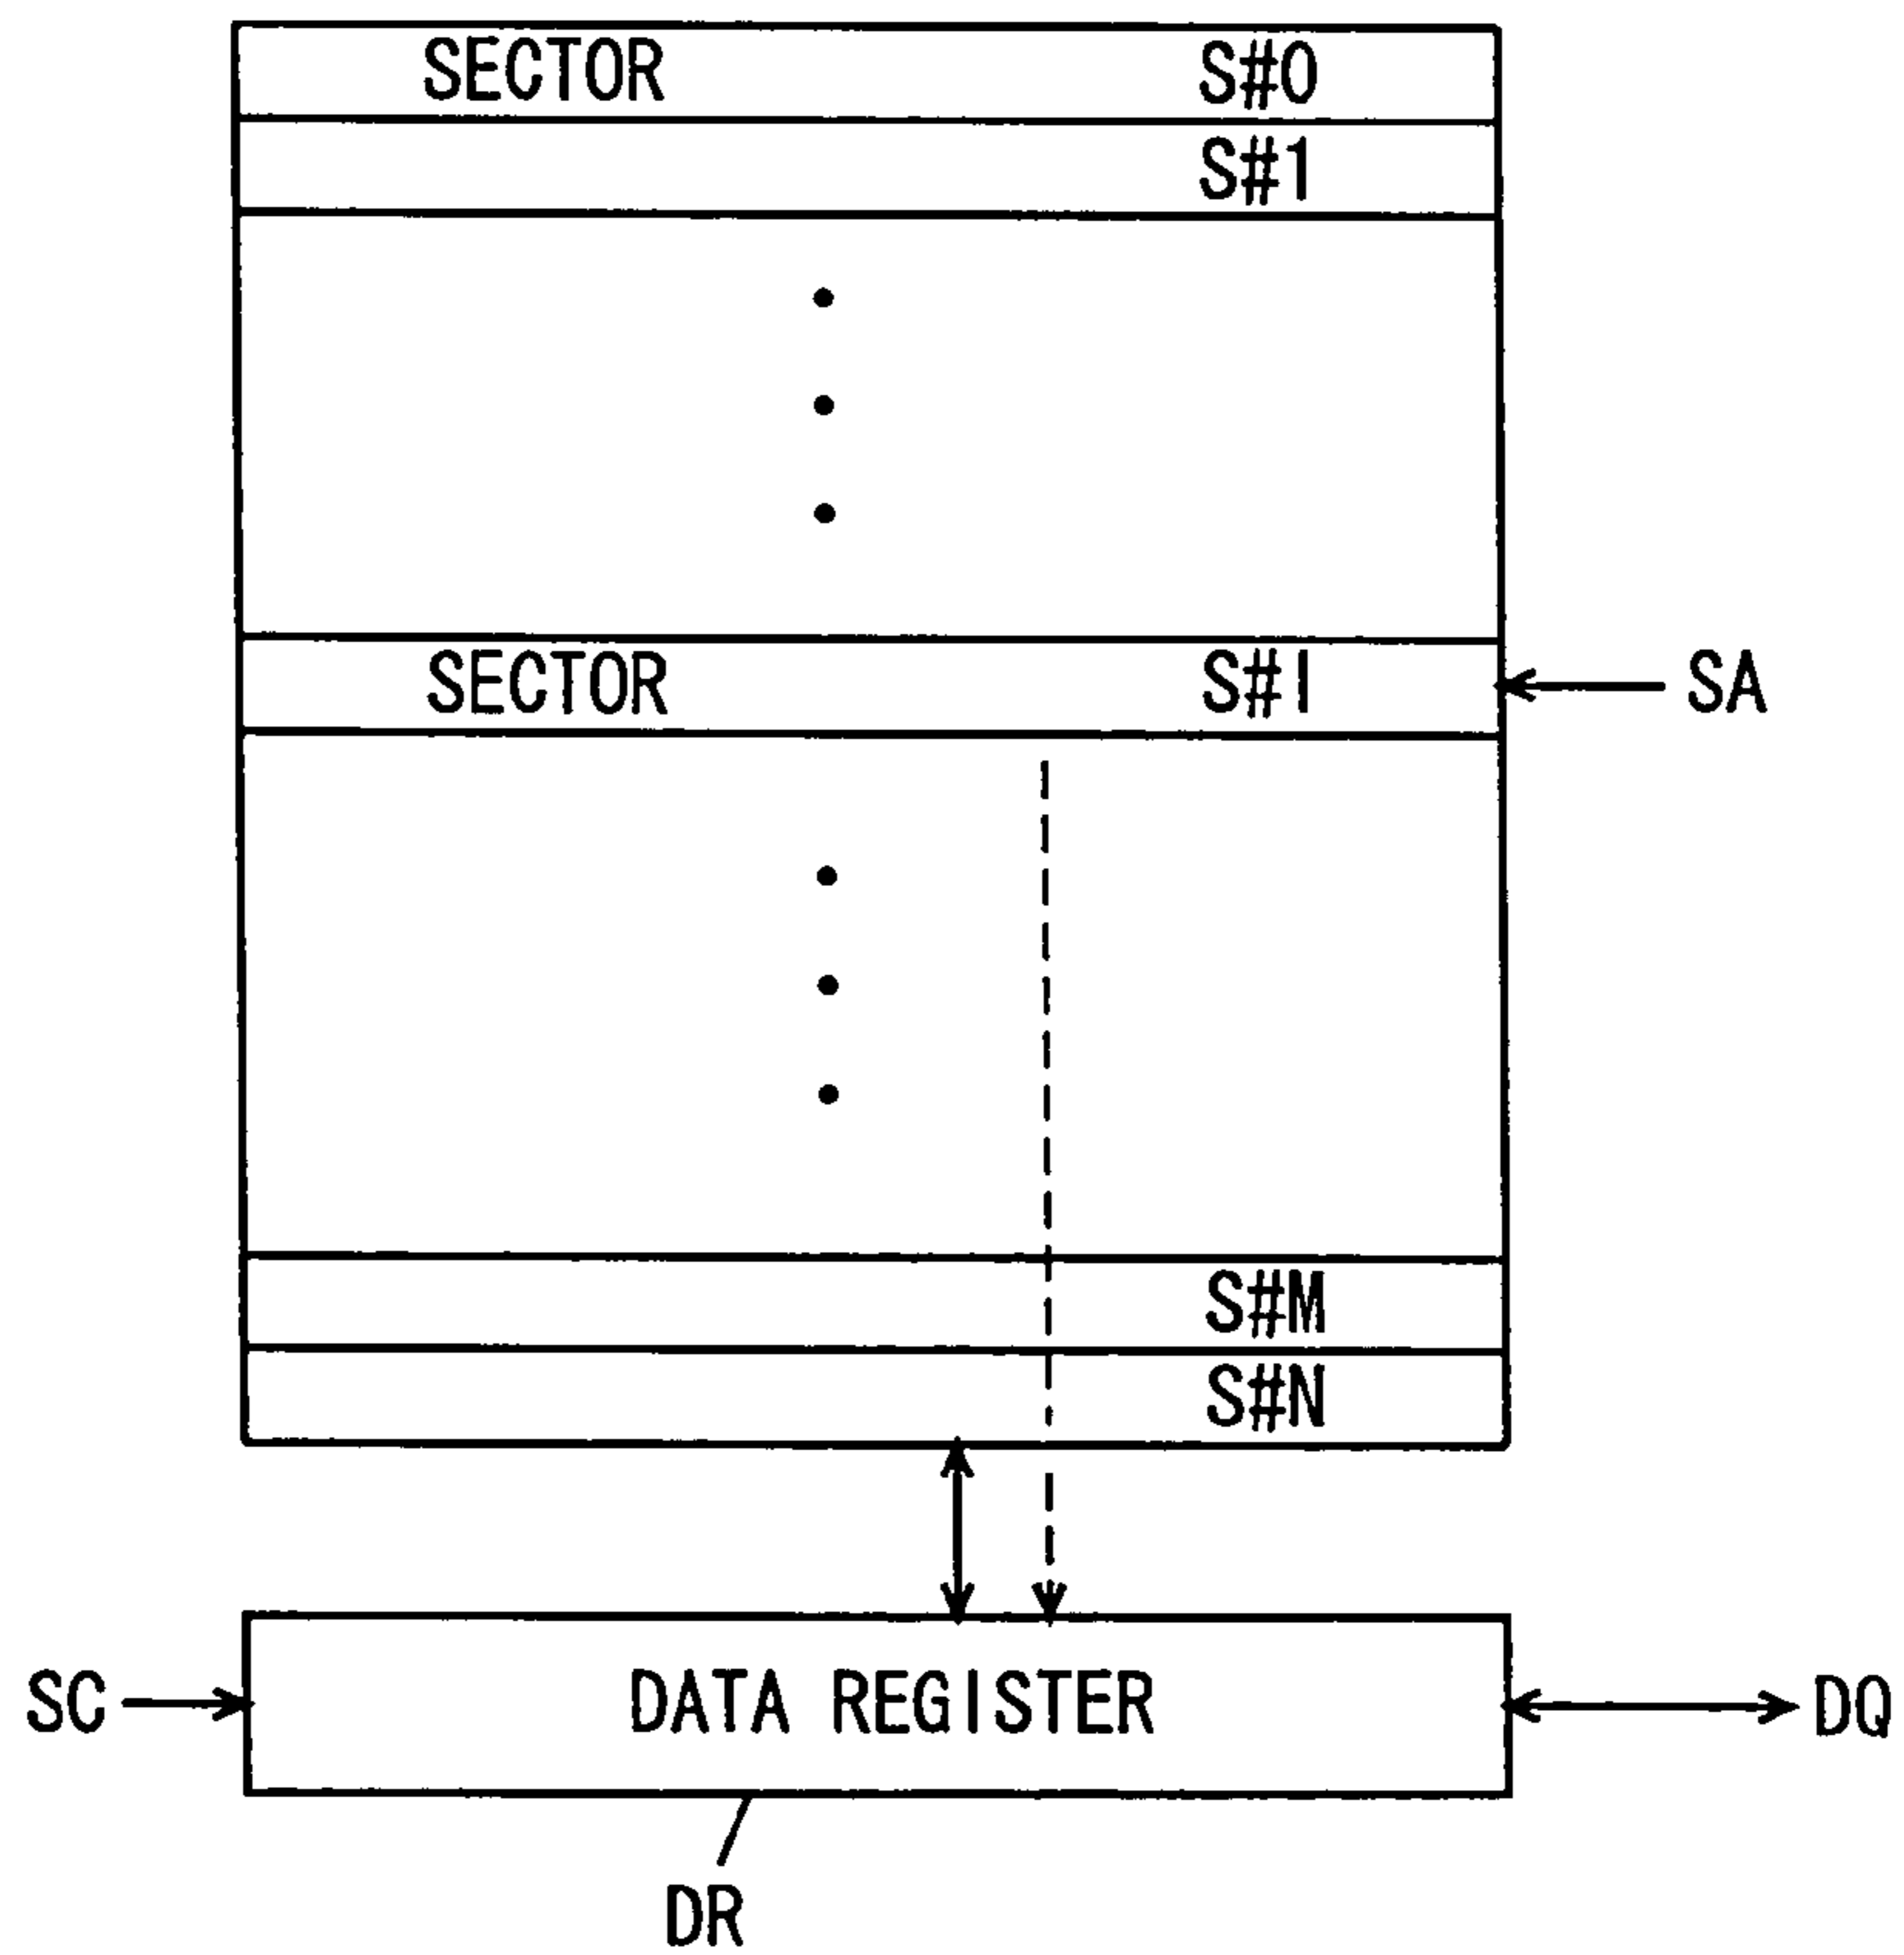 SECTOR S#0
S#1
SECTOR S#I
SA
S#M
S#N
SC
DATA REGISTER
DQ
DR